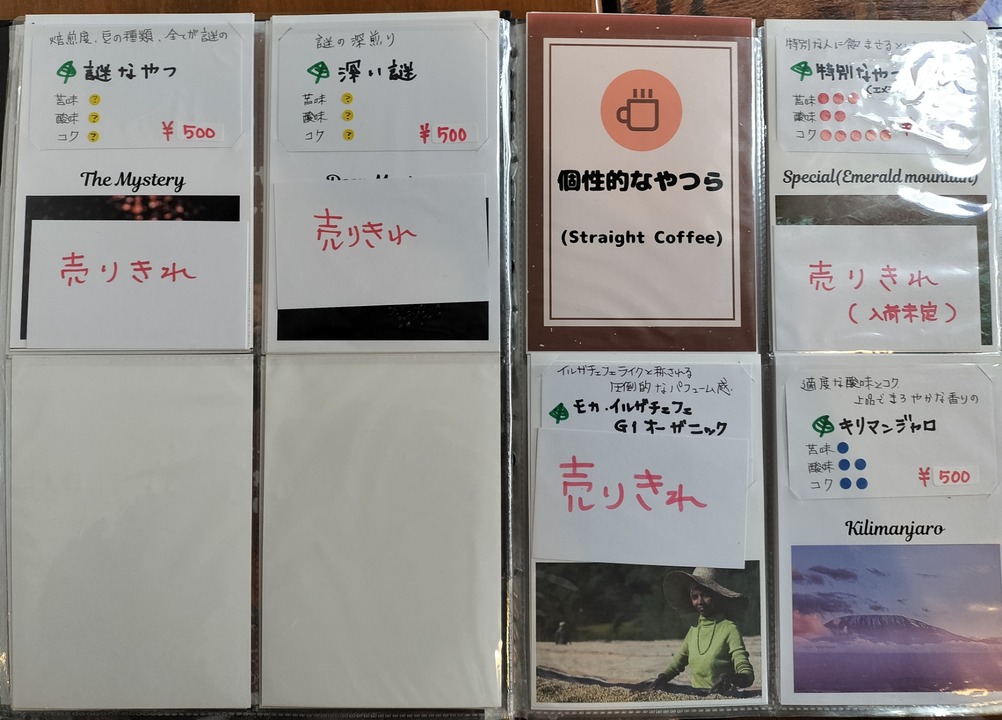 焙煎度、豆の種類、全てが謎の
謎なやつ
苦味 ?
酸味 ?
コク ?
¥500
The Mystery
売りきれ
謎の深煎り
深い謎
苦味 ?
酸味 ?
コク ?
¥500
売りきれ
個性的なやつら
(Straight Coffee)
特別な人に飲ませると
特別なやつ
苦味
酸味
コク
Special(Emerald mountain)
売りきれ
(入荷未定)
イルガチェフェライクと称される
圧倒的なパフューム感.
モカ・イルガチェフェ
G1 オーガニック
売りきれ
適度な酸味とコク
上品でまろやかな香りの
キリマンジャロ
苦味
酸味
コク
¥500
Kilimanjaro